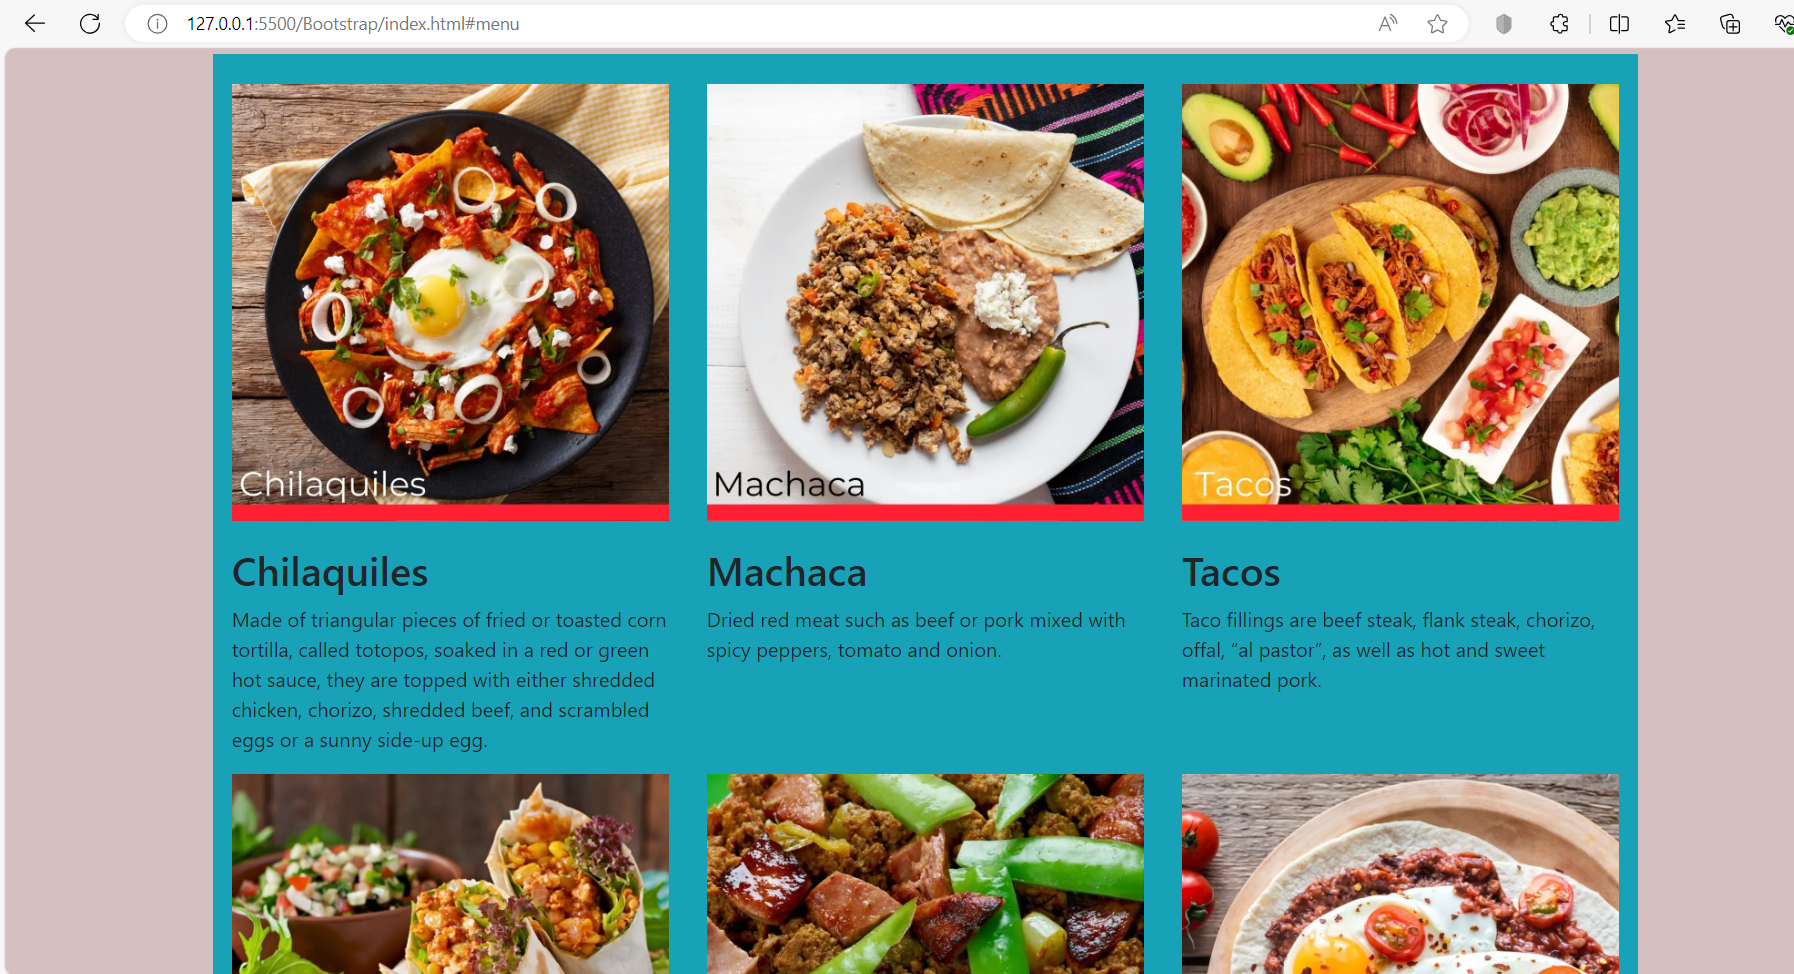 127.0.0.1:5500/Bootstrap/index.html#menu
Chilaquiles
Machaca
Tacos
Chilaquiles
Made of triangular pieces of fried or toasted corn
tortilla, called totopos, soaked in a red or green
hot sauce, they are topped with either shredded
chicken, chorizo, shredded beef, and scrambled
eggs or a sunny side-up egg.
Machaca
Dried red meat such as beef or pork mixed with
spicy peppers, tomato and onion.
Tacos
Taco fillings are beef steak, flank steak, chorizo,
offal, “al pastor”, as well as hot and sweet
marinated pork.